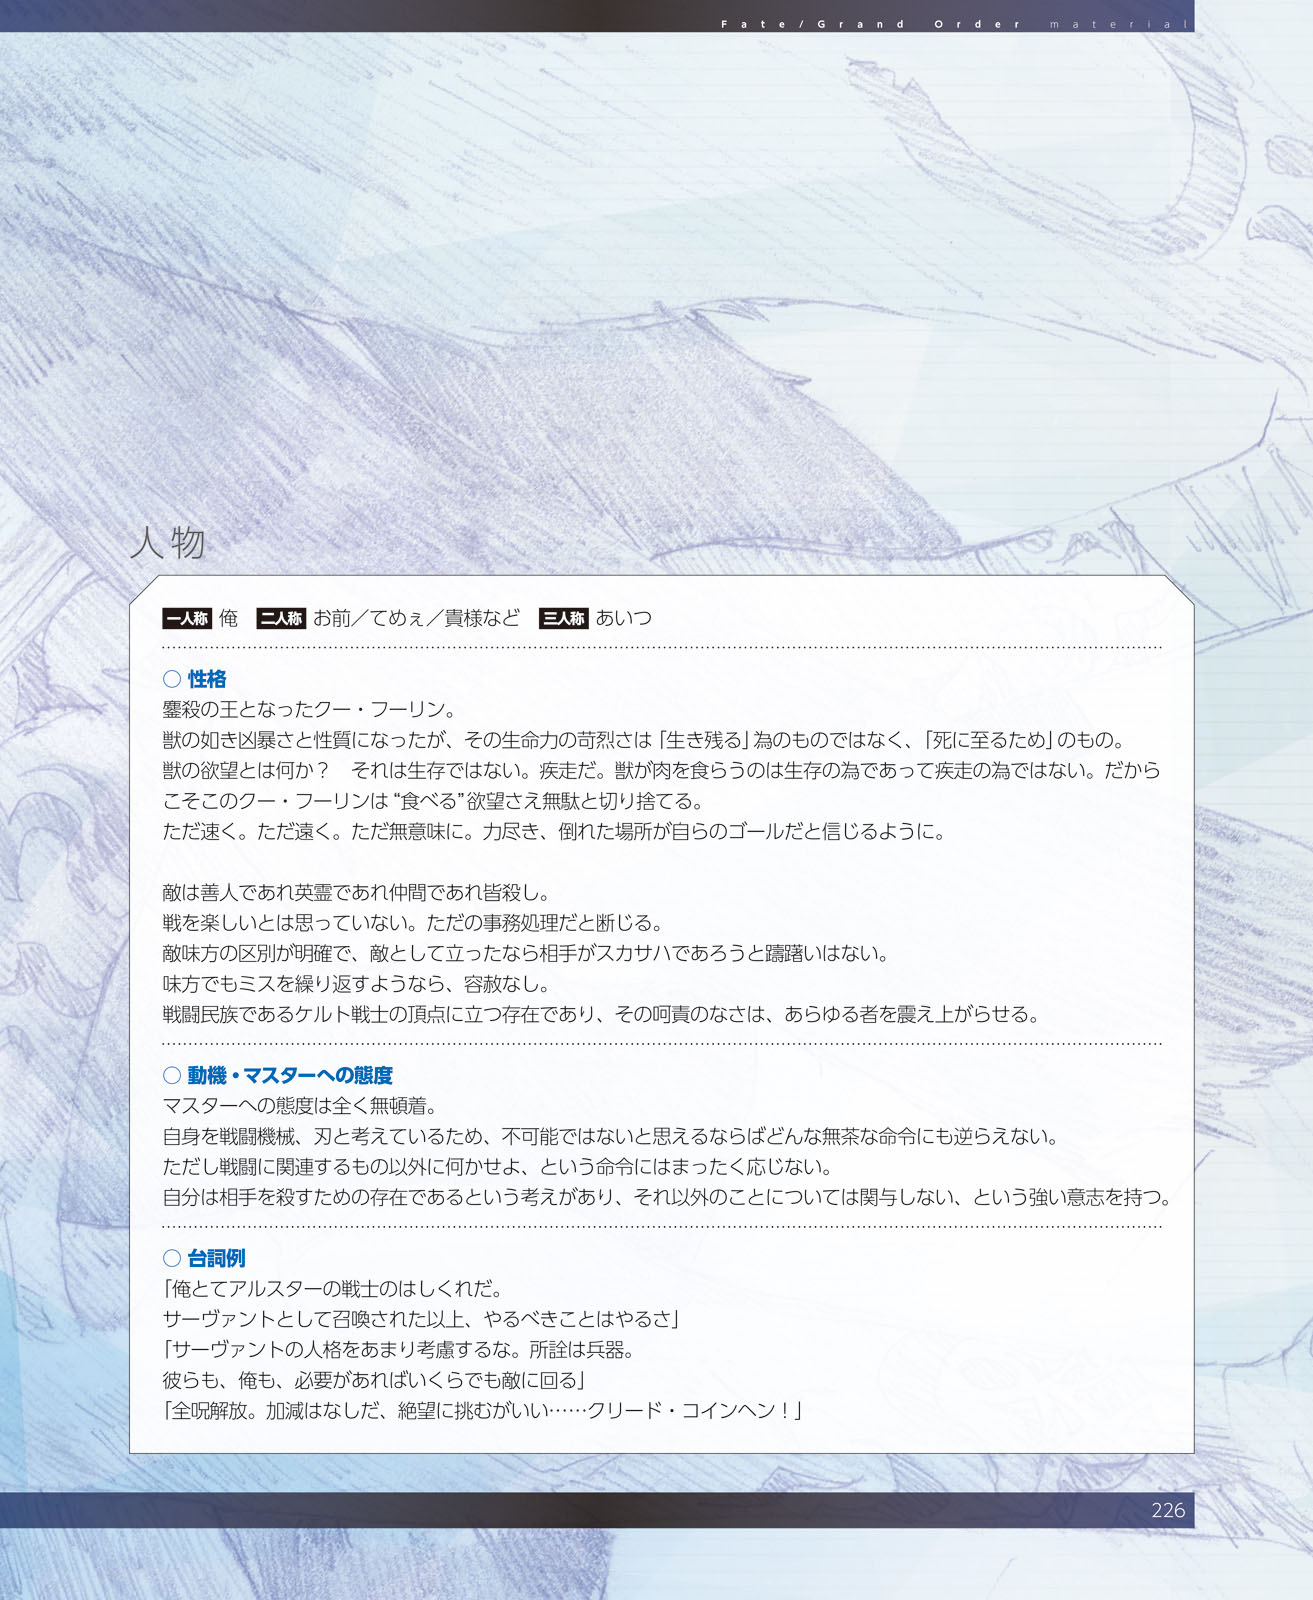 Fate/Grand Order material
人物
一人称 俺 二人称 お前／てめぇ／貴様など 三人称 あいつ
○ 性格
鏖殺の王となったクー・フーリン。
獣の如き凶暴さと性質になったが、その生命力の苛烈さは「生き残る」為のものではなく、「死に至るため」のもの。
獣の欲望とは何か？　それは生存ではない。疾走だ。獣が肉を食らうのは生存の為であって疾走の為ではない。だから
こそこのクー・フーリンは“食べる”欲望さえ無駄と切り捨てる。
ただ速く。ただ遠く。ただ無意味に。力尽き、倒れた場所が自らのゴールだと信じるように。
敵は善人であれ英霊であれ仲間であれ皆殺し。
戦を楽しいとは思っていない。ただの事務処理だと断じる。
敵味方の区別が明確で、敵として立ったなら相手がスカサハであろうと躊躇いはない。
味方でもミスを繰り返すようなら、容赦なし。
戦闘民族であるケルト戦士の頂点に立つ存在であり、その呵責のなさは、あらゆる者を震え上がらせる。
○ 動機・マスターへの態度
マスターへの態度は全く無頓着。
自身を戦闘機械、刃と考えているため、不可能ではないと思えるならばどんな無茶な命令にも逆らえない。
ただし戦闘に関連するもの以外に何かせよ、という命令にはまったく応じない。
自分は相手を殺すための存在であるという考えがあり、それ以外のことについては関与しない、という強い意志を持つ。
○ 台詞例
「俺とてアルスターの戦士のはしくれだ。
サーヴァントとして召喚された以上、やるべきことはやるさ」
「サーヴァントの人格をあまり考慮するな。所詮は兵器。
彼らも、俺も、必要があればいくらでも敵に回る」
「全呪解放。加減はなしだ、絶望に挑むがいい……クリード・コインヘン！」
226